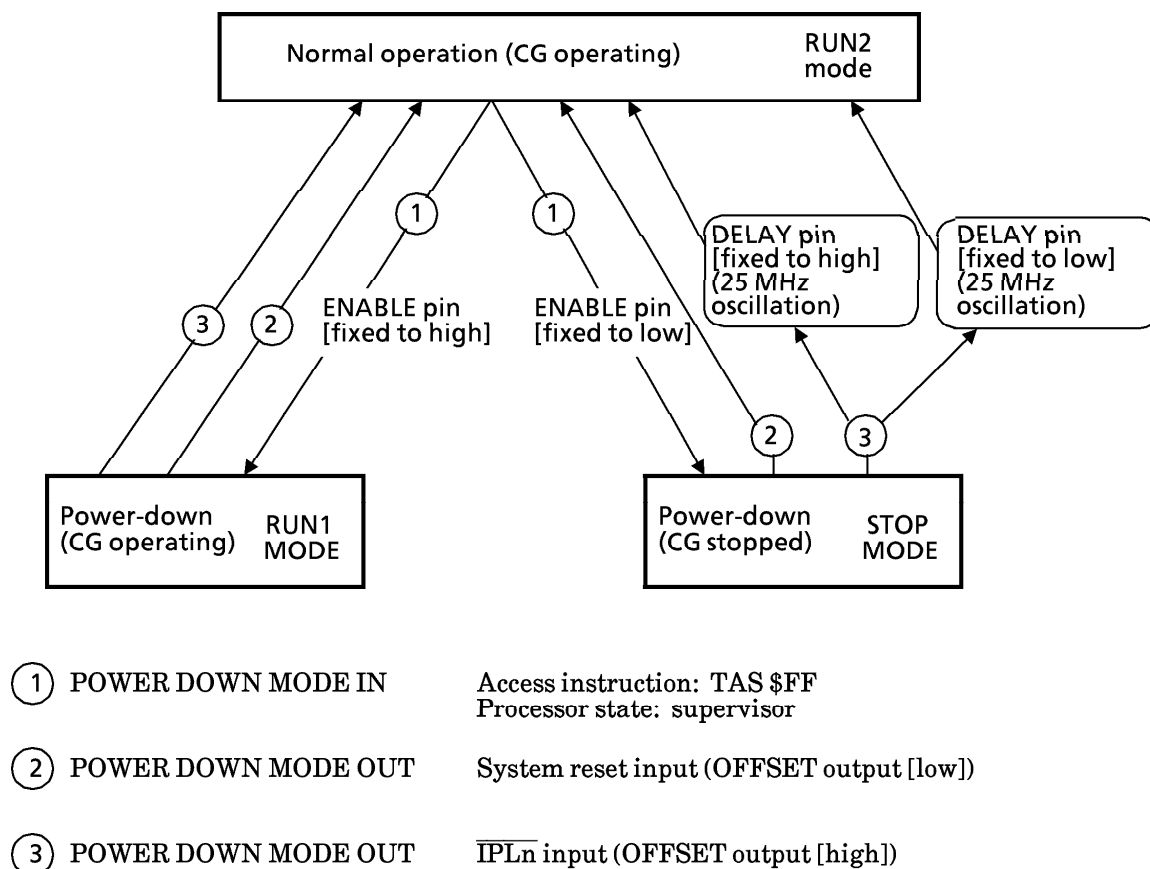 Normal operation (CG operating)
RUN2
mode
1
1
DELAY pin
[fixed to high]
(25 MHz
oscillation)
DELAY pin
[fixed to low]
(25 MHz
oscillation)
3
2
ENABLE pin
[fixed to high]
ENABLE pin
[fixed to low]
2
3
Power-down
(CG operating)
RUN1
MODE
Power-down
(CG stopped)
STOP
MODE
1 POWER DOWN MODE IN Access instruction: TAS $FF
Processor state: supervisor
2 POWER DOWN MODE OUT System reset input (OFFSET output [low])
3 POWER DOWN MODE OUT I̅P̅L̅n̅ input (OFFSET output [high])